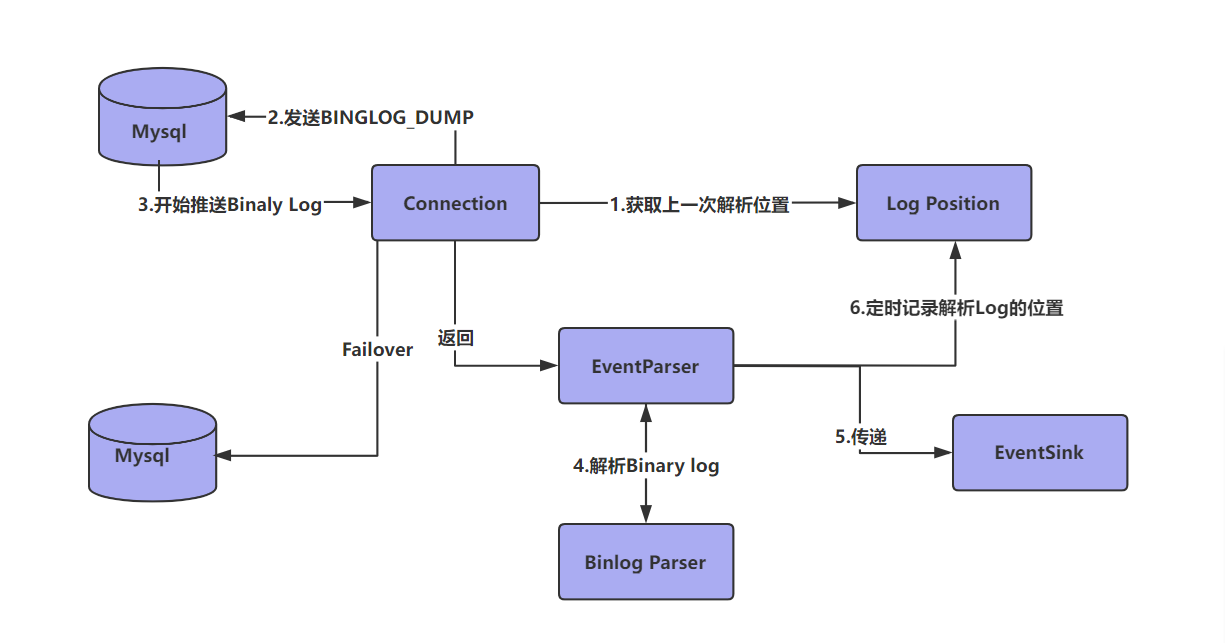 2.发送BINGLOG_DUMP
Mysql
3.开始推送Binaly Log
Connection
1.获取上一次解析位置
Log Position
6.定时记录解析Log的位置
返回
Failover
EventParser
5.传递
Mysql
EventSink
4.解析Binary log
Binlog Parser